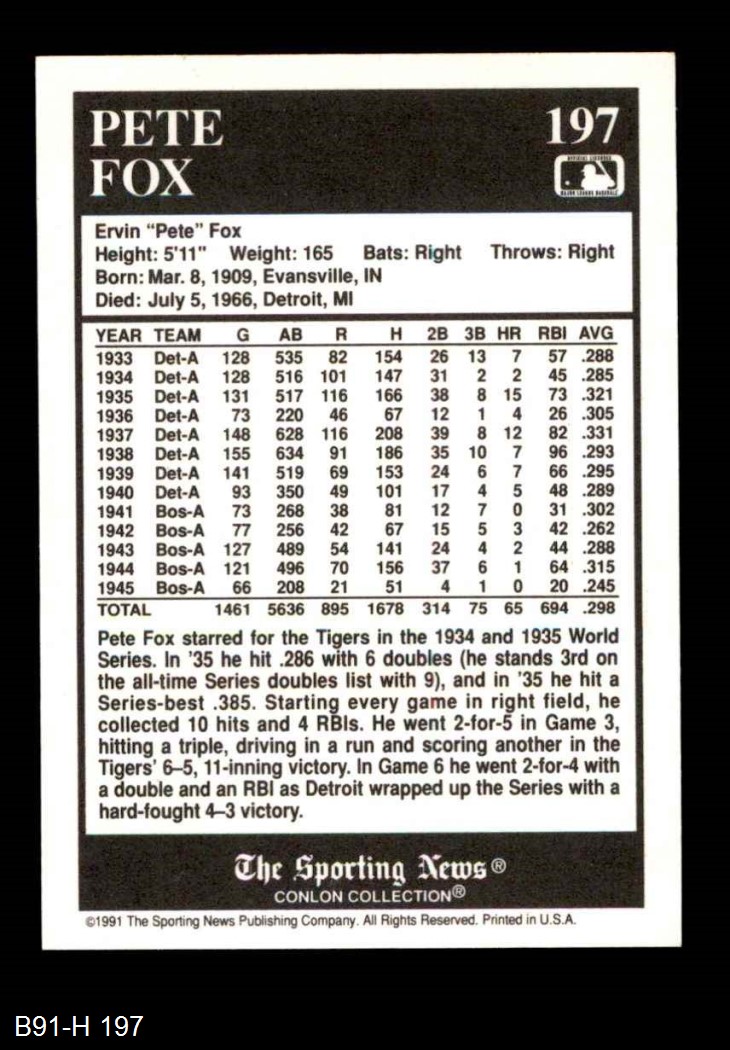 PETE
FOX
197
OFFICIAL LICENSEE
MAJOR LEAGUE BASEBALL
Ervin "Pete" Fox
Height: 5'11" Weight: 165 Bats: Right Throws: Right
Born: Mar. 8, 1909, Evansville, IN
Died: July 5, 1966, Detroit, MI
YEAR TEAM G AB R H 2B 3B HR RBI AVG
1933 Det-A 128 535 82 154 26 13 7 57 .288
1934 Det-A 128 516 101 147 31 2 2 45 .285
1935 Det-A 131 517 116 166 38 8 15 73 .321
1936 Det-A 73 220 46 67 12 1 4 26 .305
1937 Det-A 148 628 116 208 39 8 12 82 .331
1938 Det-A 155 634 91 186 35 10 7 96 .293
1939 Det-A 141 519 69 153 24 6 7 66 .295
1940 Det-A 93 350 49 101 17 4 5 48 .289
1941 Bos-A 73 268 38 81 12 7 0 31 .302
1942 Bos-A 77 256 42 67 15 5 3 42 .262
1943 Bos-A 127 489 54 141 24 4 2 44 .288
1944 Bos-A 121 496 70 156 37 6 1 64 .315
1945 Bos-A 66 208 21 51 4 1 0 20 .245
TOTAL 1461 5636 895 1678 314 75 65 694 .298
Pete Fox starred for the Tigers in the 1934 and 1935 World
Series. In '35 he hit .286 with 6 doubles (he stands 3rd on
the all-time Series doubles list with 9), and in '35 he hit a
Series-best .385. Starting every game in right field, he
collected 10 hits and 4 RBIs. He went 2-for-5 in Game 3,
hitting a triple, driving in a run and scoring another in the
Tigers' 6–5, 11-inning victory. In Game 6 he went 2-for-4 with
a double and an RBI as Detroit wrapped up the Series with a
hard-fought 4–3 victory.
The Sporting News®
CONLON COLLECTION®
©1991 The Sporting News Publishing Company. All Rights Reserved. Printed in U.S.A.
B91-H 197